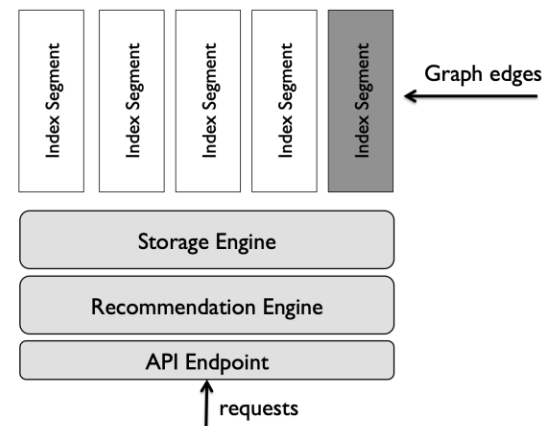 Index Segment
Index Segment
Index Segment
Index Segment
Index Segment
Graph edges
Storage Engine
Recommendation Engine
API Endpoint
requests